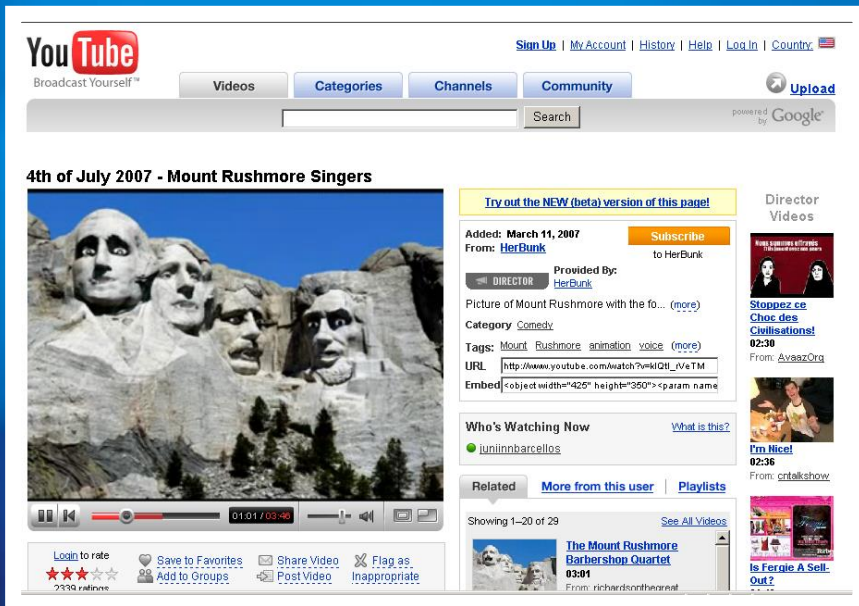 You Tube
Broadcast Yourself™
Sign Up | My Account | History | Help | Log In | Country:
Videos Categories Channels Community Upload
Search powered by Google
4th of July 2007 - Mount Rushmore Singers
01:01 / 03:46
Login to rate
2339 ratings
Save to Favorites
Add to Groups
Share Video
Post Video
Flag as
Inappropriate
Try out the NEW (beta) version of this page!
Added: March 11, 2007
From: HerBunk
Subscribe
to HerBunk
DIRECTOR
Provided By:
HerBunk
Picture of Mount Rushmore with the fo... (more)
Category Comedy
Tags: Mount Rushmore animation voice (more)
URL http://www.youtube.com/watch?v=klQtI_rVeTM
Embed <object width="425" height="350"><param name
Who's Watching Now What is this?
juniinnbarcellos
Related More from this user | Playlists
Showing 1–20 of 29 See All Videos
The Mount Rushmore
Barbershop Quartet
03:01
From: richardsonthegreat
Director
Videos
Nous sommes effrayés
Stoppez ce
Choc des
Civilisations!
02:30
From: AvaazOrg
I'm Nice!
02:36
From: cntalkshow
Is Fergie A Sell-
Out?